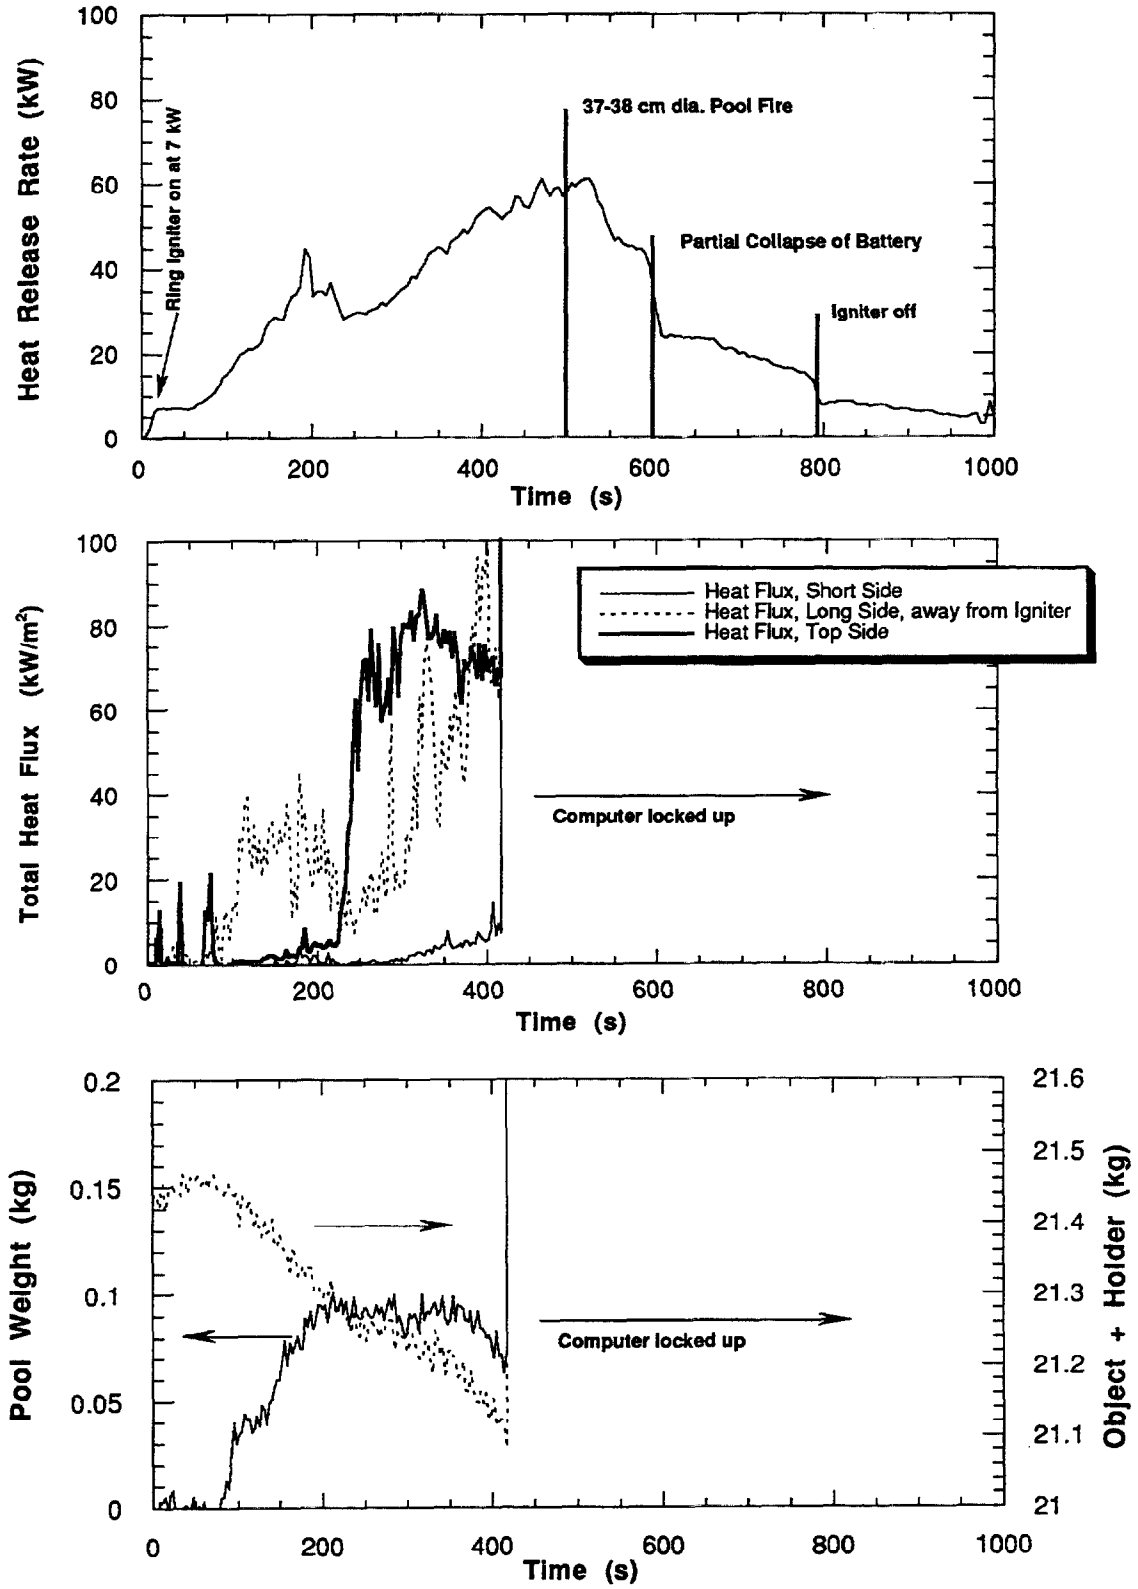 100
80
60
40
20
0
Heat Release Rate (kW)
Ring Igniter on at 7 kW
37-38 cm dia. Pool Fire
Partial Collapse of Battery
Igniter off
0 200 400 600 800 1000
Time (s)
100
80
60
40
20
0
Total Heat Flux (kW/m²)
Heat Flux, Short Side
Heat Flux, Long Side, away from Igniter
Heat Flux, Top Side
Computer locked up
0 200 400 600 800 1000
Time (s)
0.2
0.15
0.1
0.05
0
Pool Weight (kg)
Computer locked up
21.6
21.5
21.4
21.3
21.2
21.1
21
Object + Holder (kg)
0 200 400 600 800 1000
Time (s)